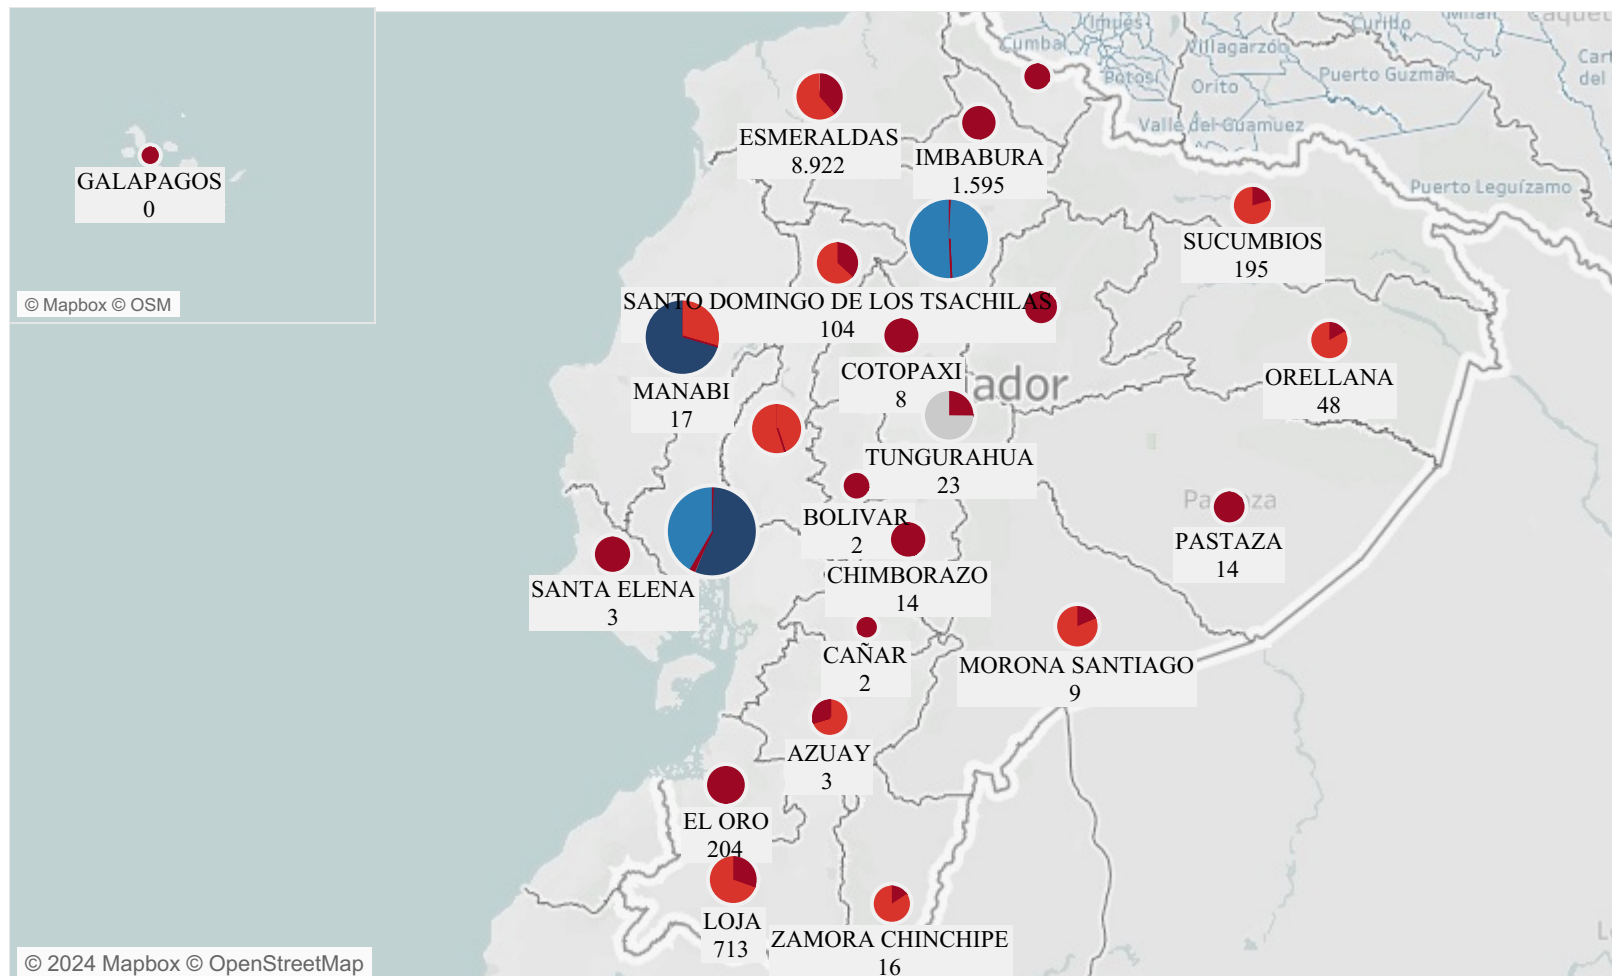 Cumbal
Potosí
Villagarzón
Orito
Valle del Guamuez
Curillo
Puerto Guzmán
Puerto Leguízamo
ESMERALDAS
8.922
IMBABURA
1.595
GALAPAGOS
0
SUCUMBIOS
195
© Mapbox © OSM
SANTO DOMINGO DE LOS TSACHILAS
104
COTOPAXI
8
MANABI
17
ador
ORELLANA
48
TUNGURAHUA
23
BOLIVAR
2
PASTAZA
14
CHIMBORAZO
14
SANTA ELENA
3
CAÑAR
2
MORONA SANTIAGO
9
AZUAY
3
EL ORO
204
LOJA
713
ZAMORA CHINCHIPE
16
© 2024 Mapbox © OpenStreetMap